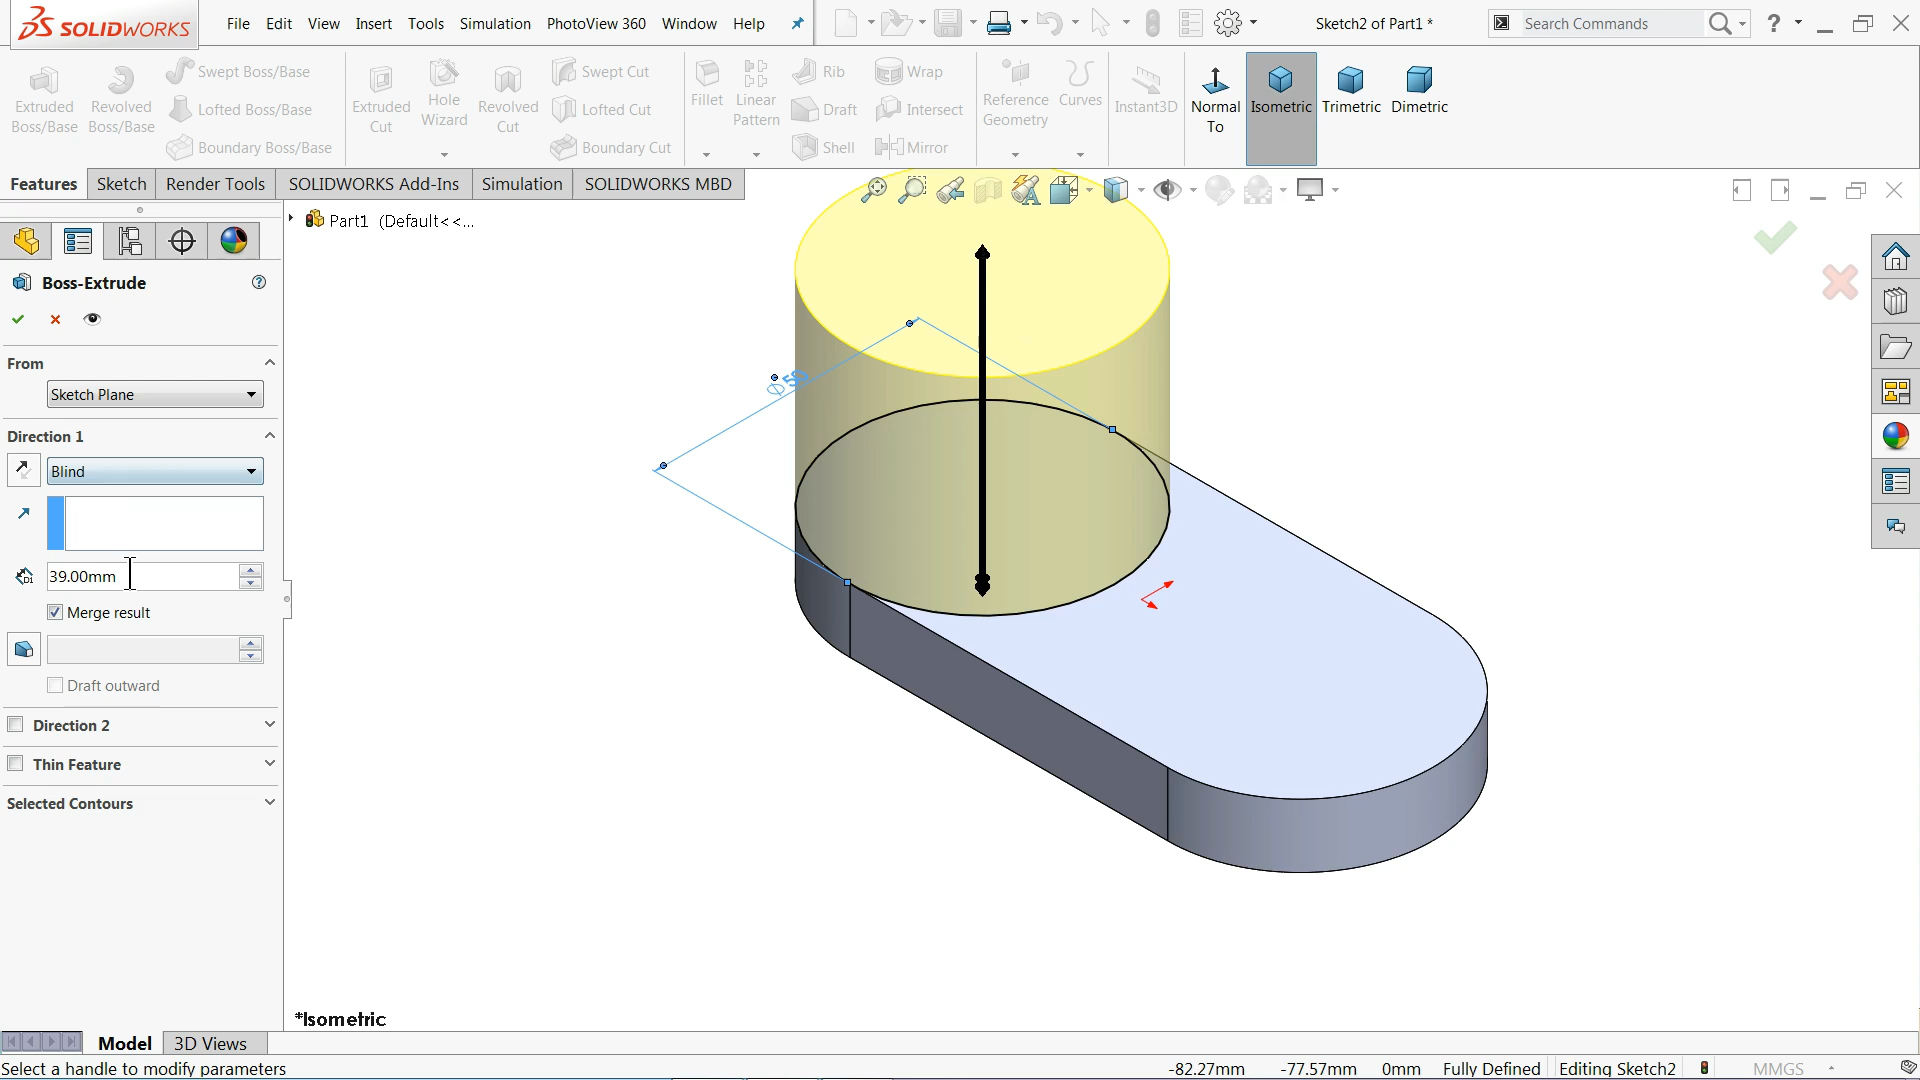 SOLIDWORKS File Edit View Insert Tools Simulation PhotoView 360 Window Help Sketch2 of Part1 * Search Commands ?
Extruded Boss/Base
Revolved Boss/Base
Swept Boss/Base
Lofted Boss/Base
Boundary Boss/Base
Extruded Cut
Hole Wizard
Revolved Cut
Swept Cut
Lofted Cut
Boundary Cut
Fillet
Linear Pattern
Rib
Draft
Shell
Wrap
Intersect
Mirror
Reference Geometry
Curves
Instant3D
Normal To
Isometric
Trimetric
Dimetric
Features Sketch Render Tools SOLIDWORKS Add-Ins Simulation SOLIDWORKS MBD
Part1 (Default<<...
Boss-Extrude
From
Sketch Plane
Direction 1
Blind
D1 39.00mm
Merge result
Draft outward
Direction 2
Thin Feature
Selected Contours
Ø50
*Isometric
Model 3D Views
Select a handle to modify parameters -82.27mm -77.57mm 0mm Fully Defined Editing Sketch2 MMGS